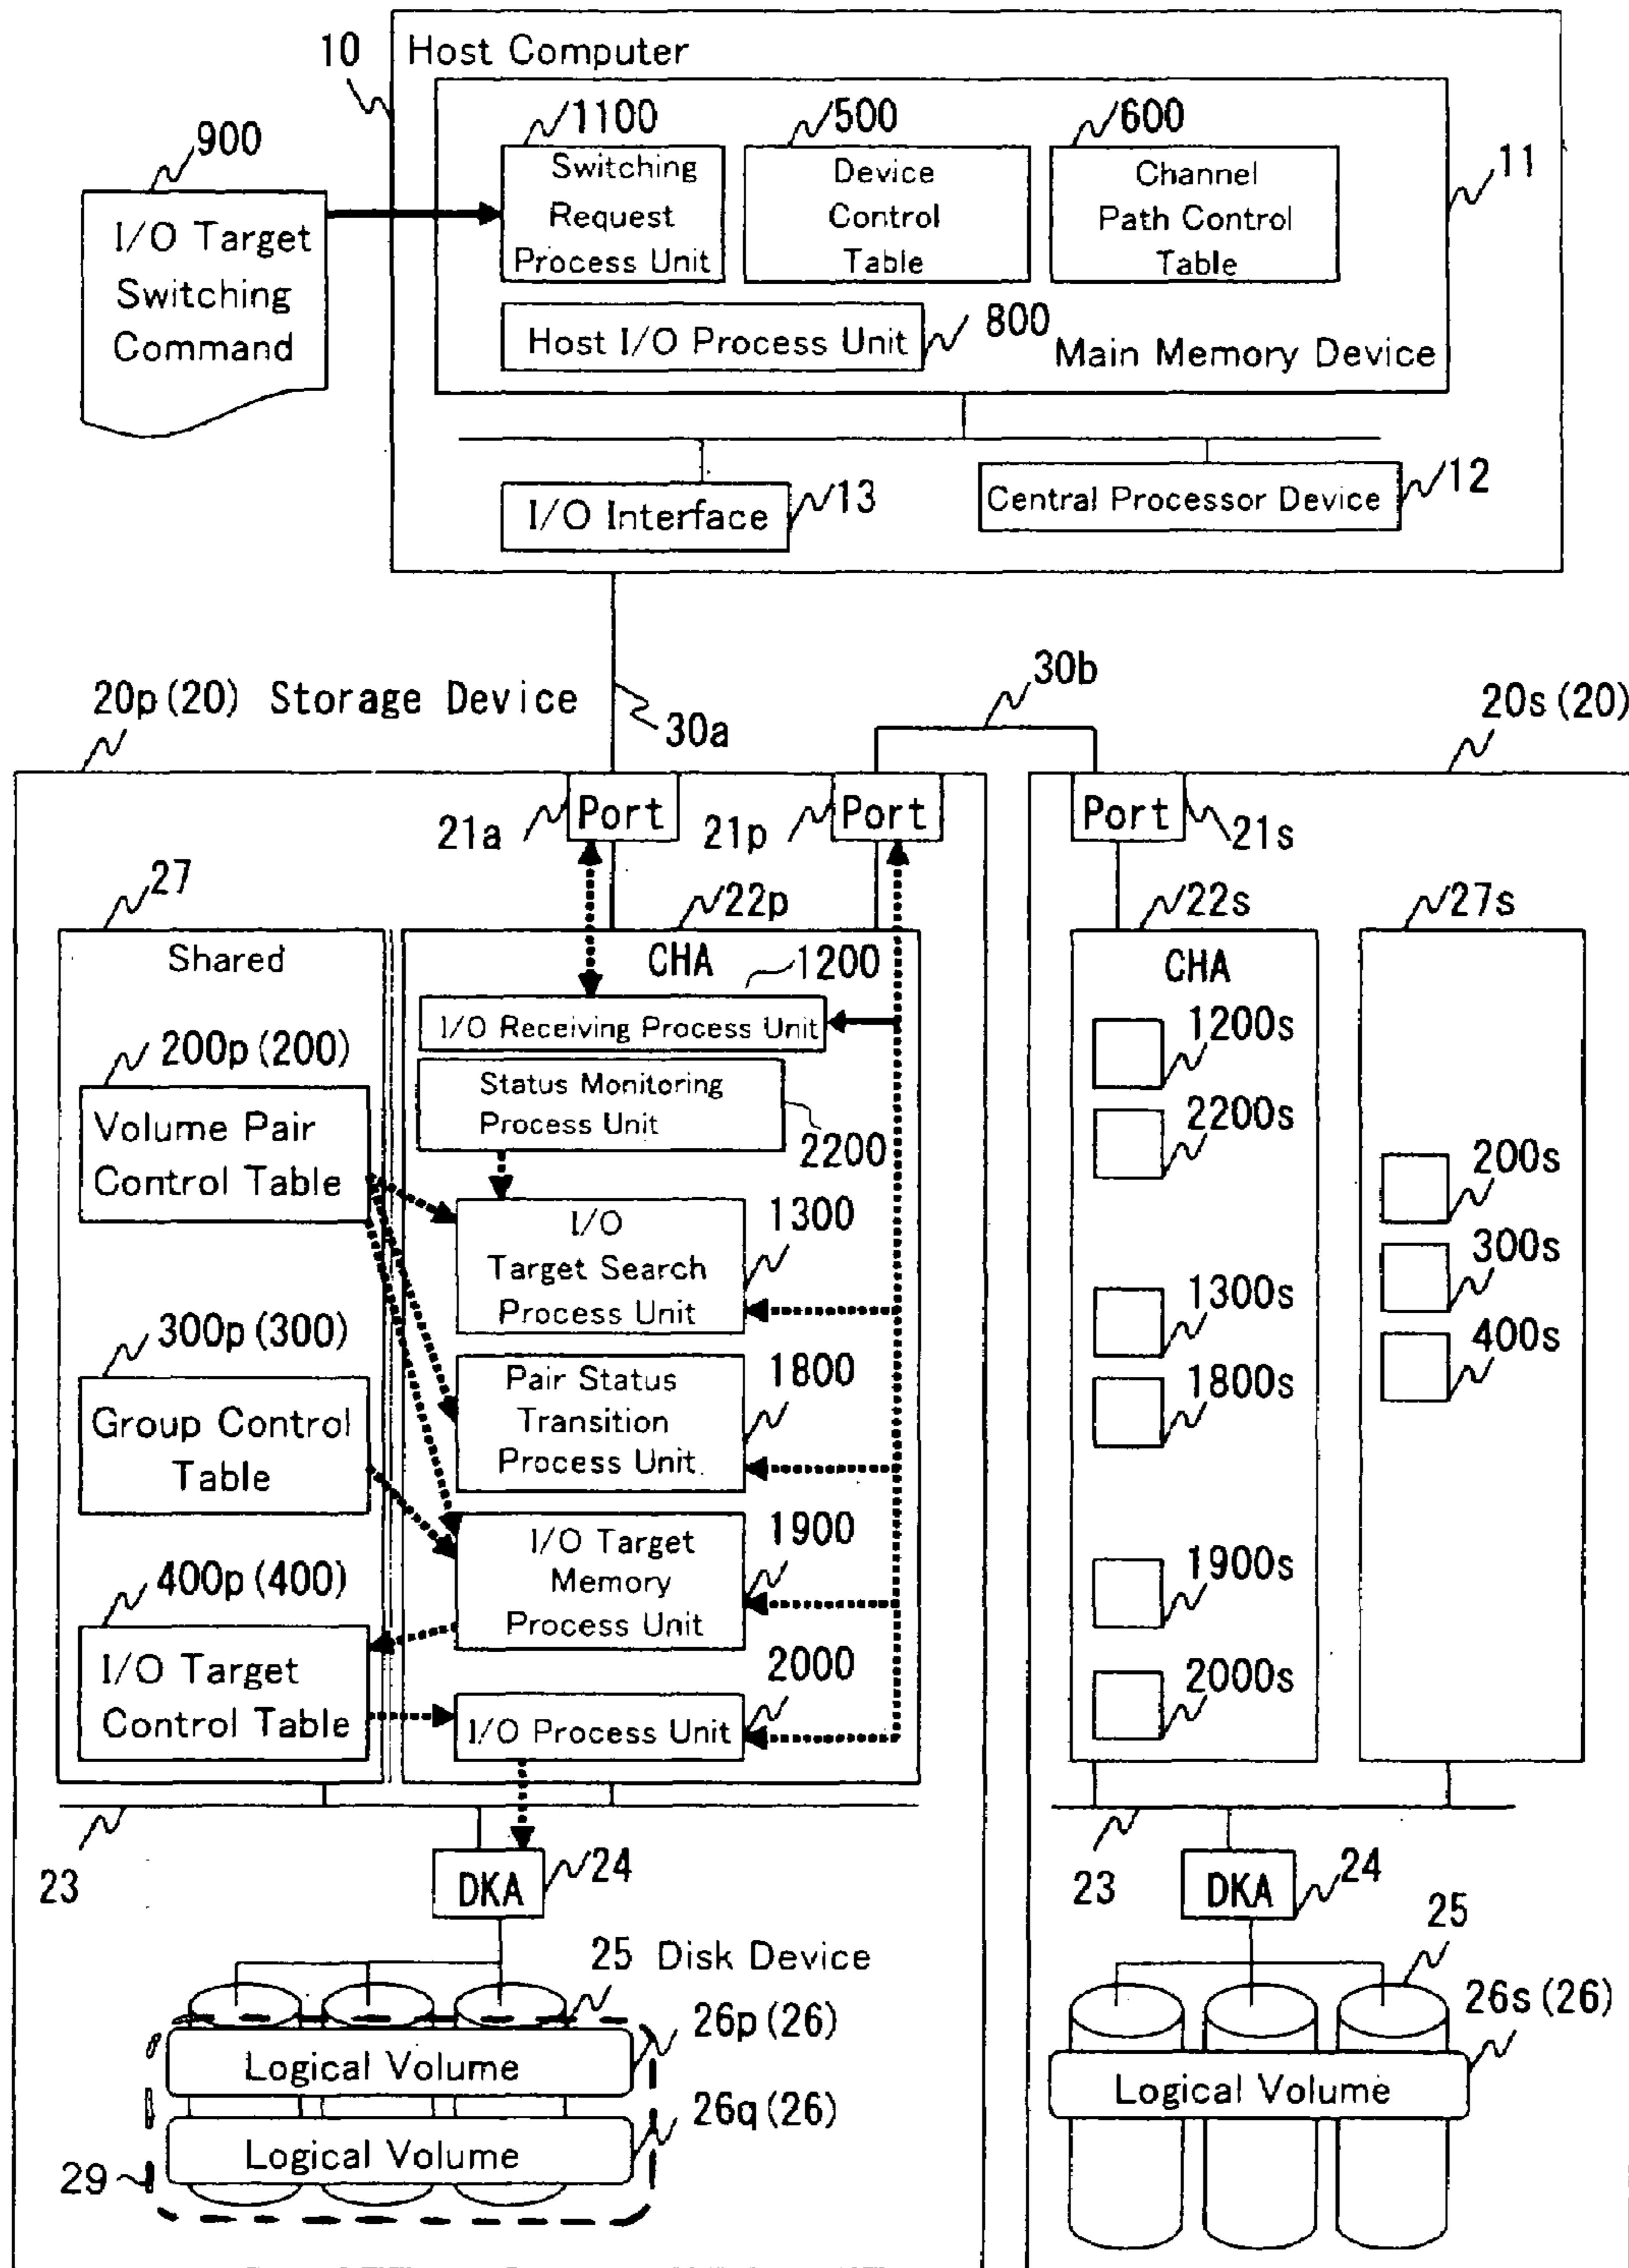 10
Host Computer
1100
500
600
900
11
Switching
Request
Process Unit
Device
Control
Table
Channel
Path Control
Table
I/O Target
Switching
Command
Host I/O Process Unit
800
Main Memory Device
I/O Interface
13
Central Processor Device
12
20p(20) Storage Device
30a
30b
20s(20)
21a
Port
21p
Port
Port
21s
27
22p
22s
27s
Shared
CHA
1200
CHA
I/O Receiving Process Unit
1200s
200p(200)
Status Monitoring
Process Unit
2200
2200s
Volume Pair
Control Table
200s
I/O
Target Search
Process Unit
1300
300s
1300s
300p(300)
400s
Pair Status
Transition
Process Unit
1800
1800s
Group Control
Table
I/O Target
Memory
Process Unit
1900
1900s
400p(400)
I/O Target
Control Table
2000
2000s
I/O Process Unit
23
DKA
24
23
DKA
24
25 Disk Device
25
26p(26)
26s(26)
Logical Volume
Logical Volume
26q(26)
Logical Volume
29